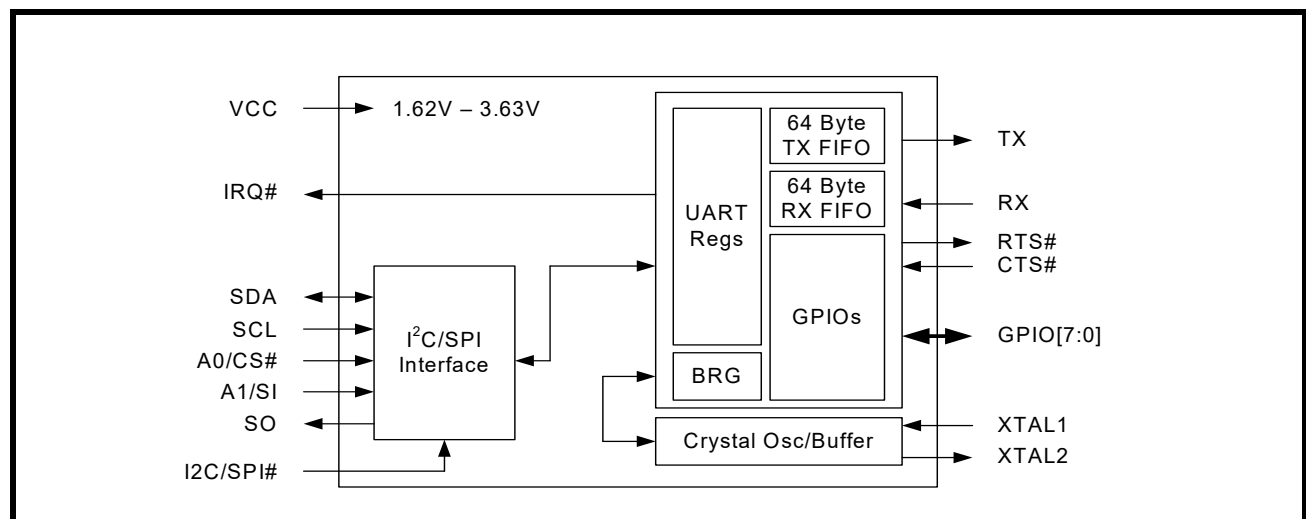 VCC
1.62V – 3.63V
IRQ#
SDA
SCL
A0/CS#
A1/SI
SO
I2C/SPI#
I²C/SPI
Interface
UART
Regs
64 Byte
TX FIFO
64 Byte
RX FIFO
GPIOs
BRG
Crystal Osc/Buffer
TX
RX
RTS#
CTS#
GPIO[7:0]
XTAL1
XTAL2